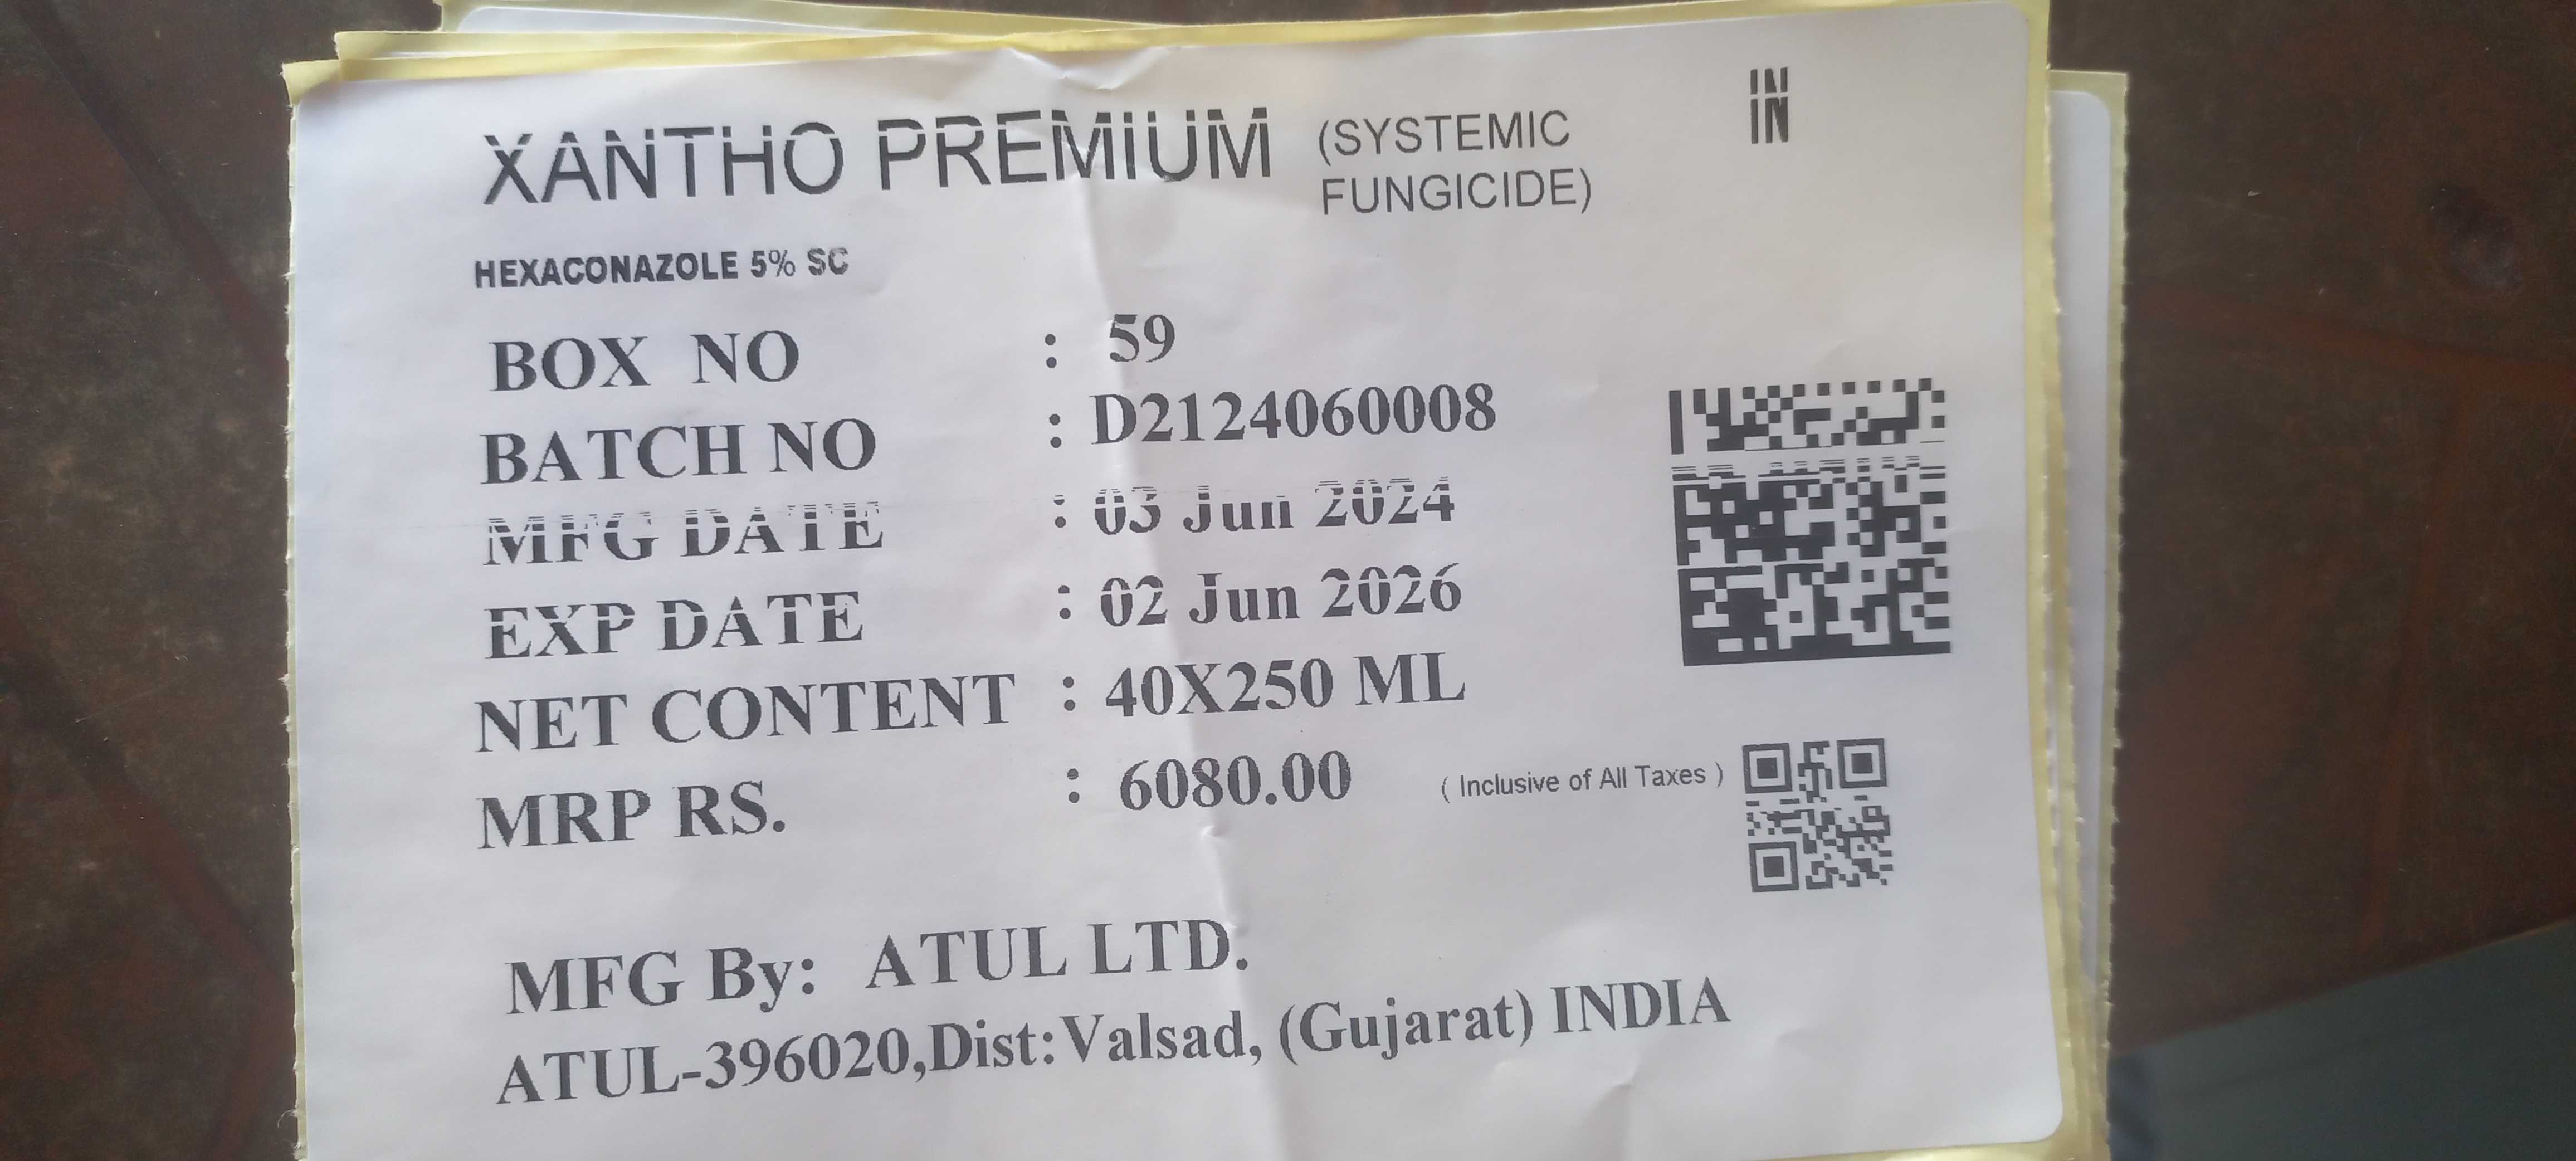 XANTHO PREMIUM (SYSTEMIC FUNGICIDE) IN
HEXACONAZOLE 5% SC
BOX NO : 59
BATCH NO : D2124060008
MFG DATE : 03 Jun 2024
EXP DATE : 02 Jun 2026
NET CONTENT : 40X250 ML
MRP RS. : 6080.00 ( Inclusive of All Taxes )
MFG By: ATUL LTD.
ATUL-396020,Dist:Valsad, (Gujarat) INDIA